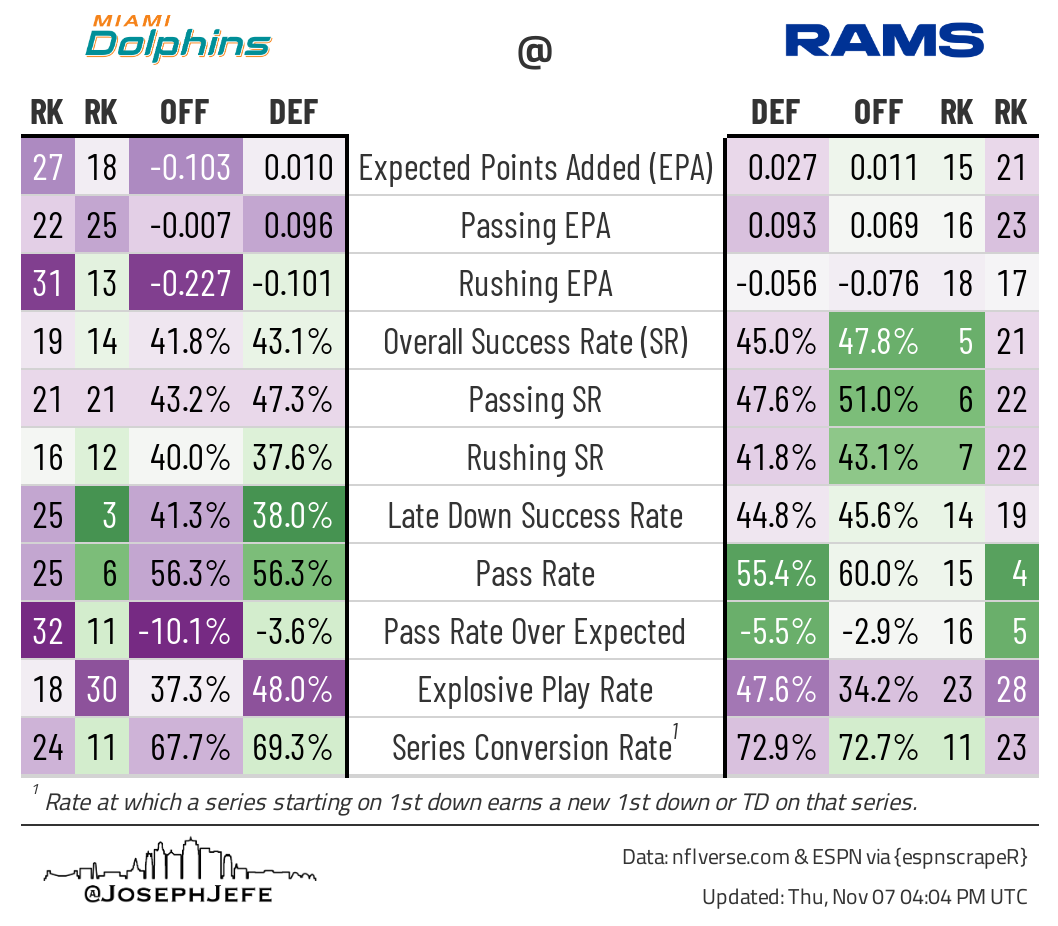 MIAMI
Dolphins
@
RAMS
RK RK OFF DEF DEF OFF RK RK
27 18 -0.103 0.010 Expected Points Added (EPA) 0.027 0.011 15 21
22 25 -0.007 0.096 Passing EPA 0.093 0.069 16 23
31 13 -0.227 -0.101 Rushing EPA -0.056 -0.076 18 17
19 14 41.8% 43.1% Overall Success Rate (SR) 45.0% 47.8% 5 21
21 21 43.2% 47.3% Passing SR 47.6% 51.0% 6 22
16 12 40.0% 37.6% Rushing SR 41.8% 43.1% 7 22
25 3 41.3% 38.0% Late Down Success Rate 44.8% 45.6% 14 19
25 6 56.3% 56.3% Pass Rate 55.4% 60.0% 15 4
32 11 -10.1% -3.6% Pass Rate Over Expected -5.5% -2.9% 16 5
18 30 37.3% 48.0% Explosive Play Rate 47.6% 34.2% 23 28
24 11 67.7% 69.3% Series Conversion Rate¹ 72.9% 72.7% 11 23
¹ Rate at which a series starting on 1st down earns a new 1st down or TD on that series.
@JOSEPHJEFE
Data: nflverse.com & ESPN via {espnscrapeR}
Updated: Thu, Nov 07 04:04 PM UTC